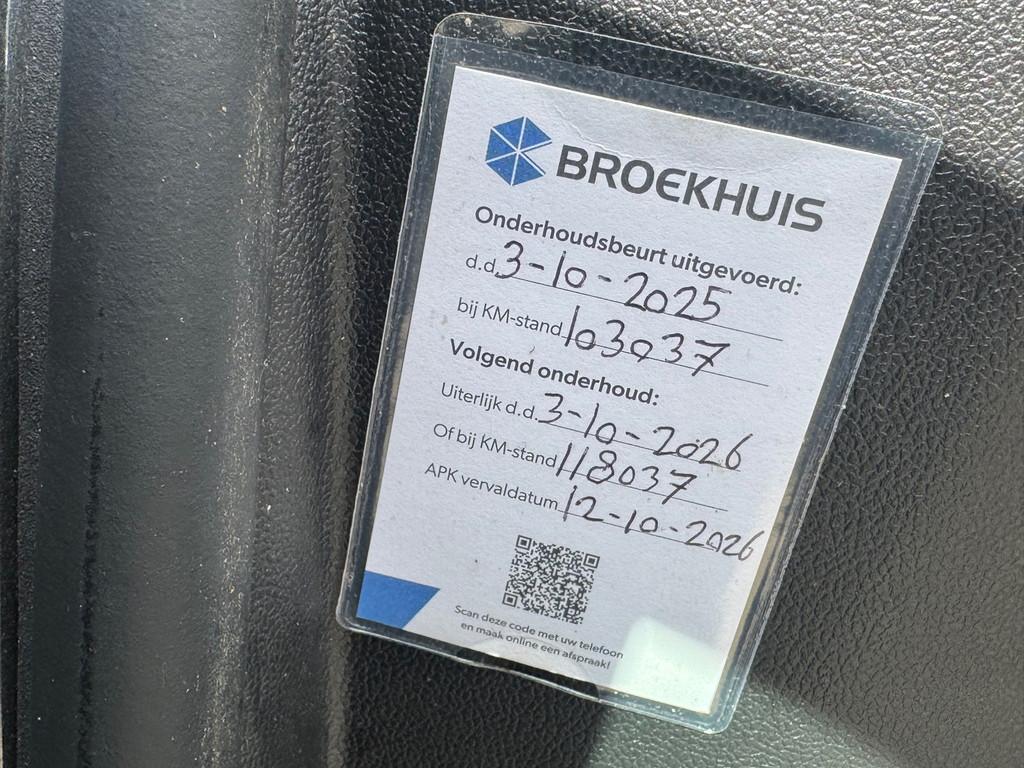 BROEKHUIS
Onderhoudsbeurt uitgevoerd:
d.d. 3-10-2025
bij KM-stand 103037
Volgend onderhoud:
Uiterlijk d.d. 3-10-2026
Of bij KM-stand 118037
APK vervaldatum 12-10-2026
Scan deze code met uw telefoon
en maak online een afspraak!